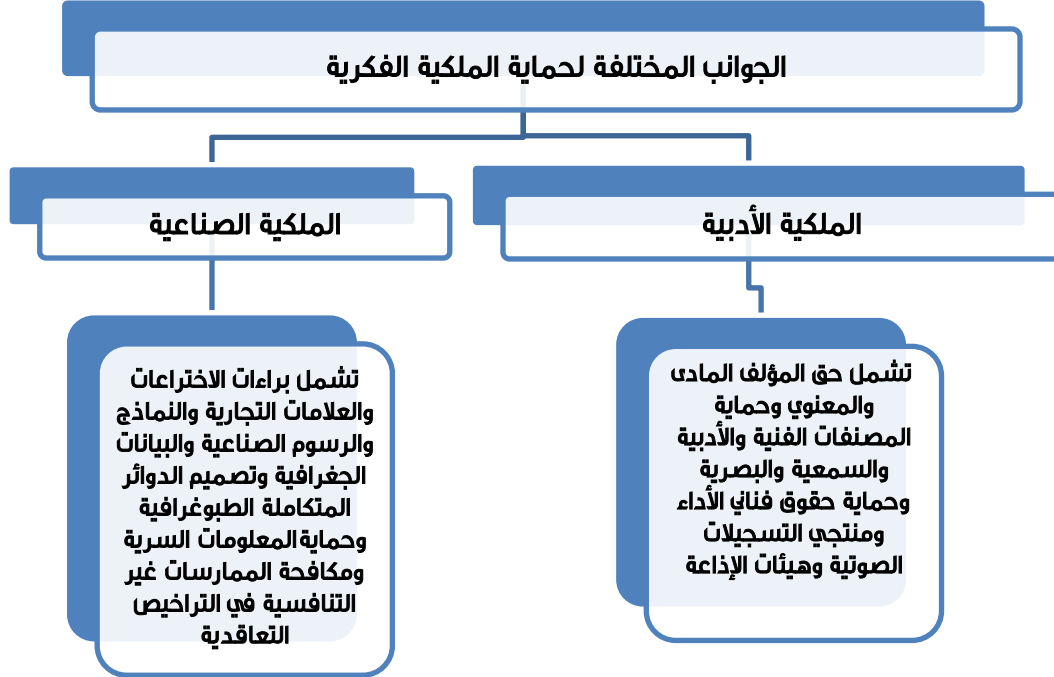 الجوانب المختلفة لحماية الملكية الفكرية
الملكية الأدبية
الملكية الصناعية
تشمل حق المؤلف المادى
والمعنوي وحماية
المصنفات الفنية والأدبية
والسمعية والبصرية
وحماية حقوق فناني الأداء
ومنتجي التسجيلات
الصوتية وهيئات الإذاعة
تشمل براءات الاختراعات
والعلامات التجارية والنماذج
والرسوم الصناعية والبيانات
الجغرافية وتصميم الدوائر
المتكاملة الطبوغرافية
وحماية المعلومات السرية
ومكافحة الممارسات غير
التنافسية في التراخيص
التعاقدية